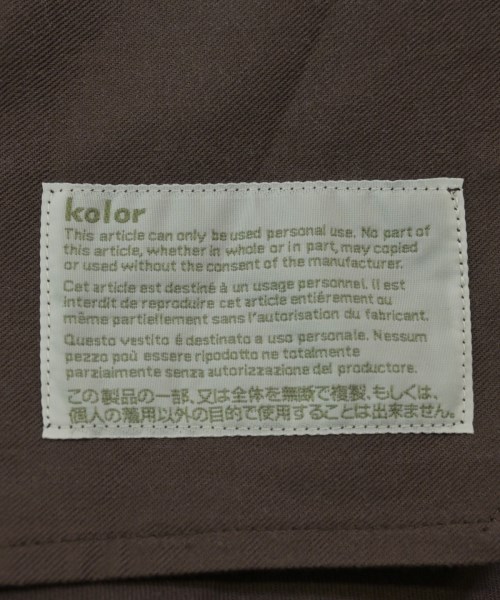 kolor
This article can only be used personal use. No part of
this article, whether in whole or in part, may copied
or used without the consent of the manufacturer.
Cet article est destiné à un usage personnel. Il est
interdit de reproduire cet article entiérement ou
même partiellement sans l'autorisation du fabricant.
Questo vestito é destinato a uso personale. Nessum
pezzo poù essere ripodotto ne totalmente
parzialmente senza autorizzazione del productore.
この製品の一部、又は全体を無断で複製、もしくは、
個人の着用以外の目的で使用することは出来ません。